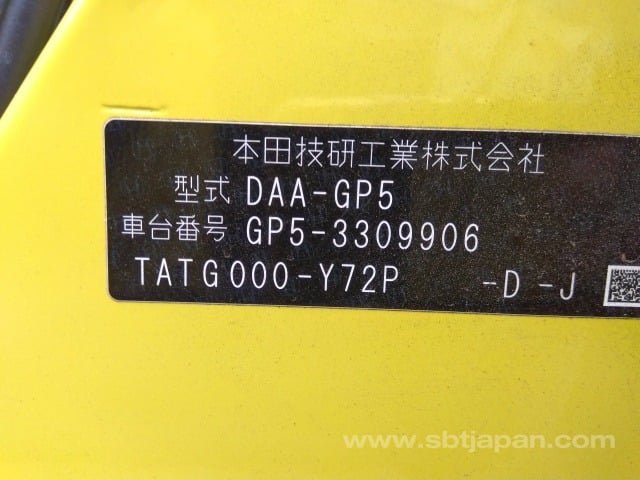 本田技研工業株式会社
型式 DAA-GP5
車台番号 GP5-3309906
TATG000-Y72P -D -J
www.sbtjapan.com